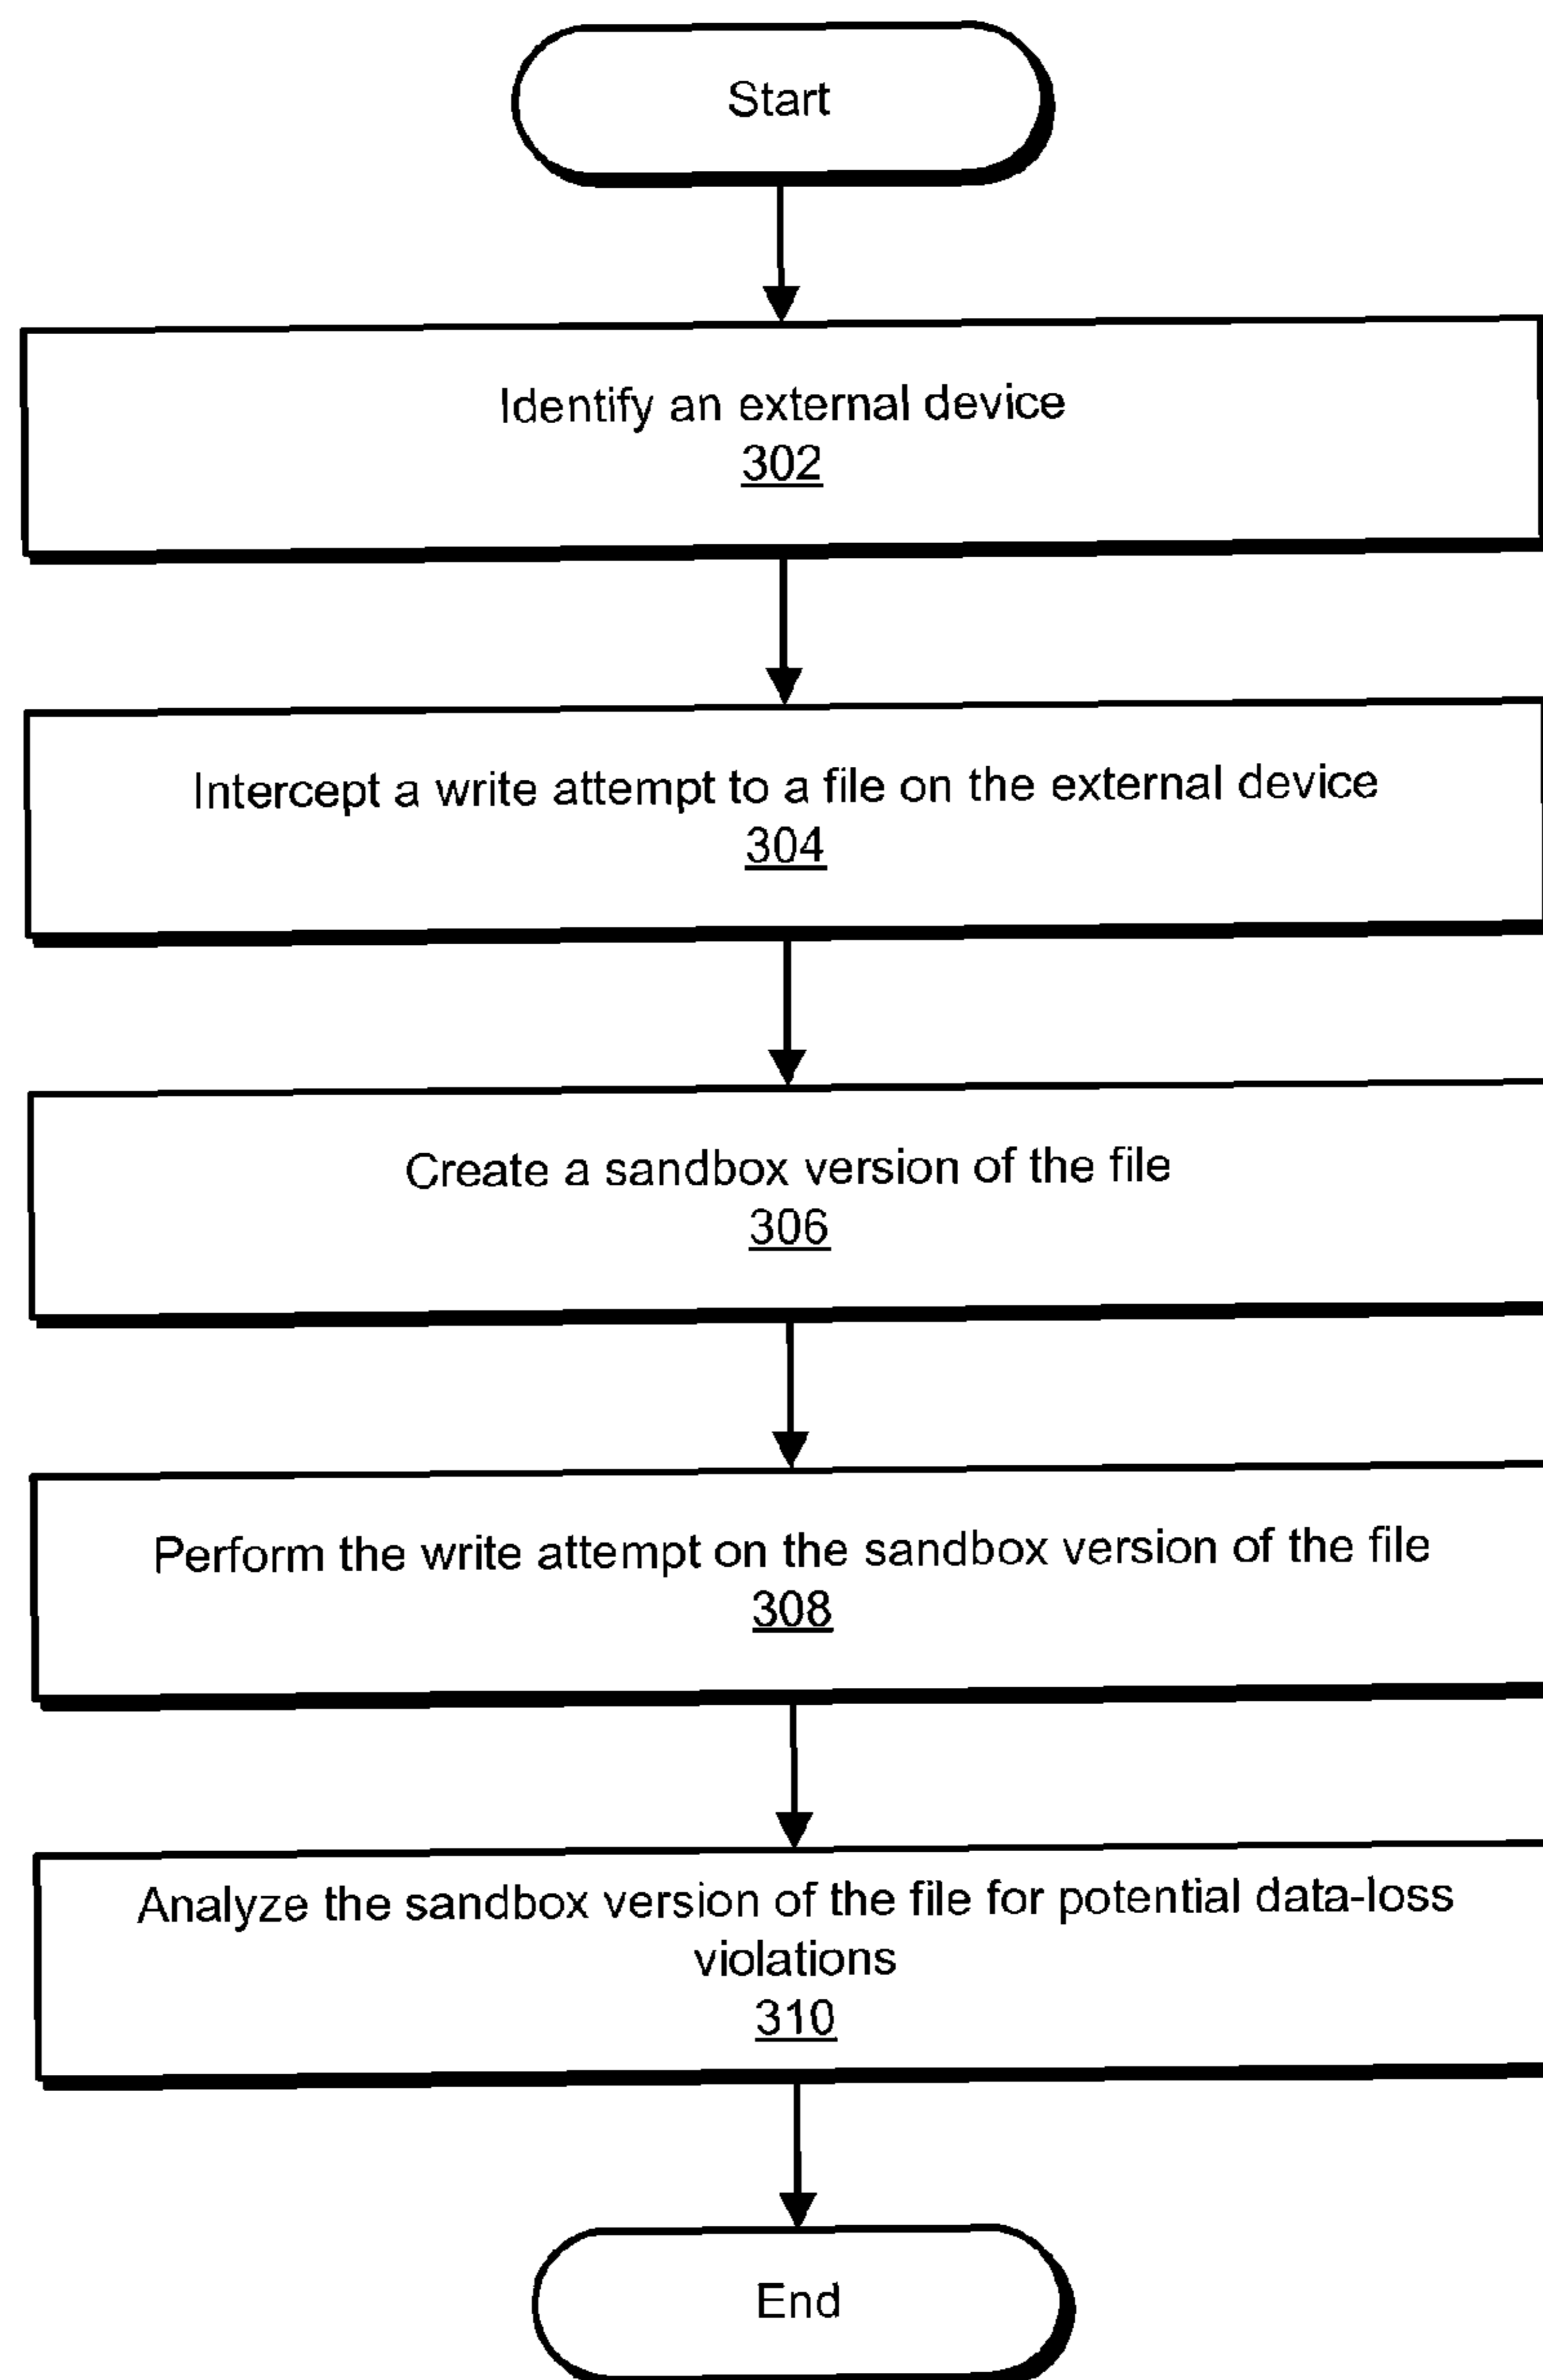 Start
Identify an external device
302
Intercept a write attempt to a file on the external device
304
Create a sandbox version of the file
306
Perform the write attempt on the sandbox version of the file
308
Analyze the sandbox version of the file for potential data-loss
violations
310
End